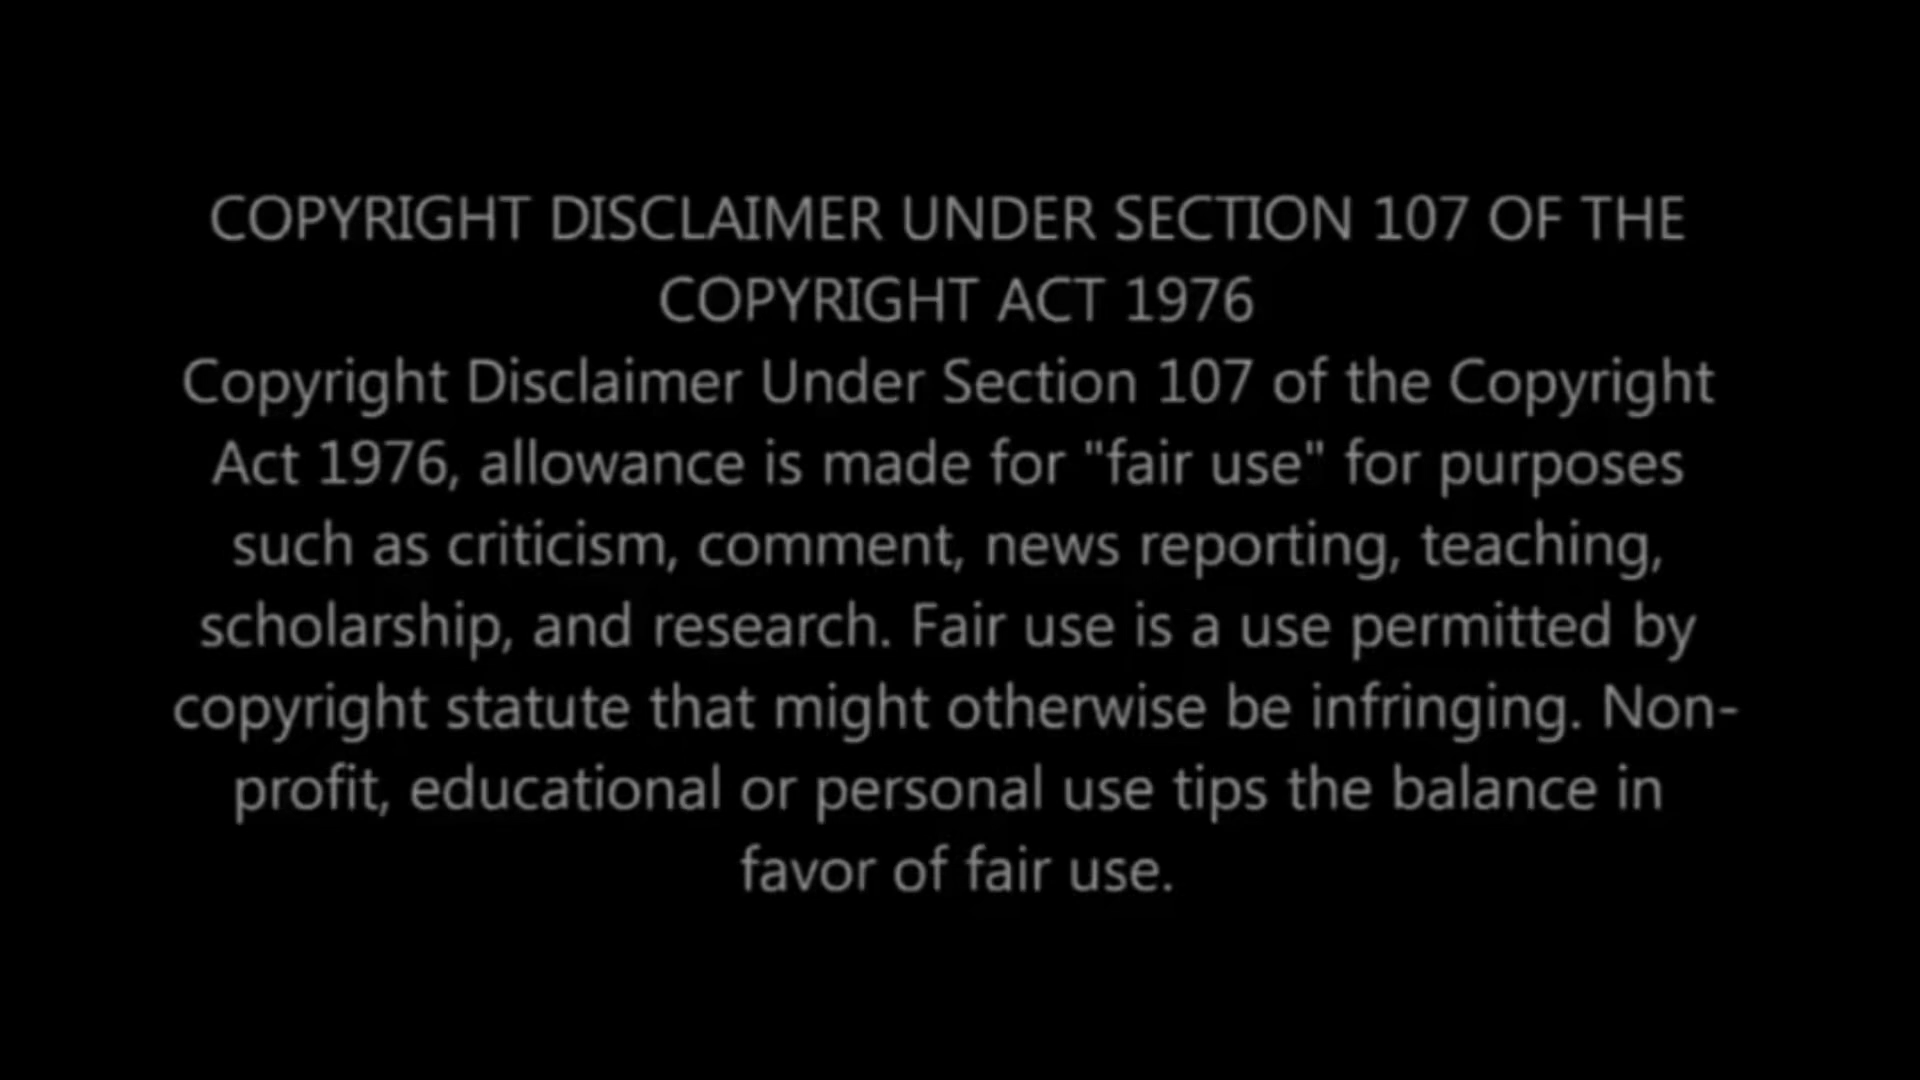 COPYRIGHT DISCLAIMER UNDER SECTION 107 OF THE
COPYRIGHT ACT 1976
Copyright Disclaimer Under Section 107 of the Copyright
Act 1976, allowance is made for "fair use" for purposes
such as criticism, comment, news reporting, teaching,
scholarship, and research. Fair use is a use permitted by
copyright statute that might otherwise be infringing. Non-
profit, educational or personal use tips the balance in
favor of fair use.